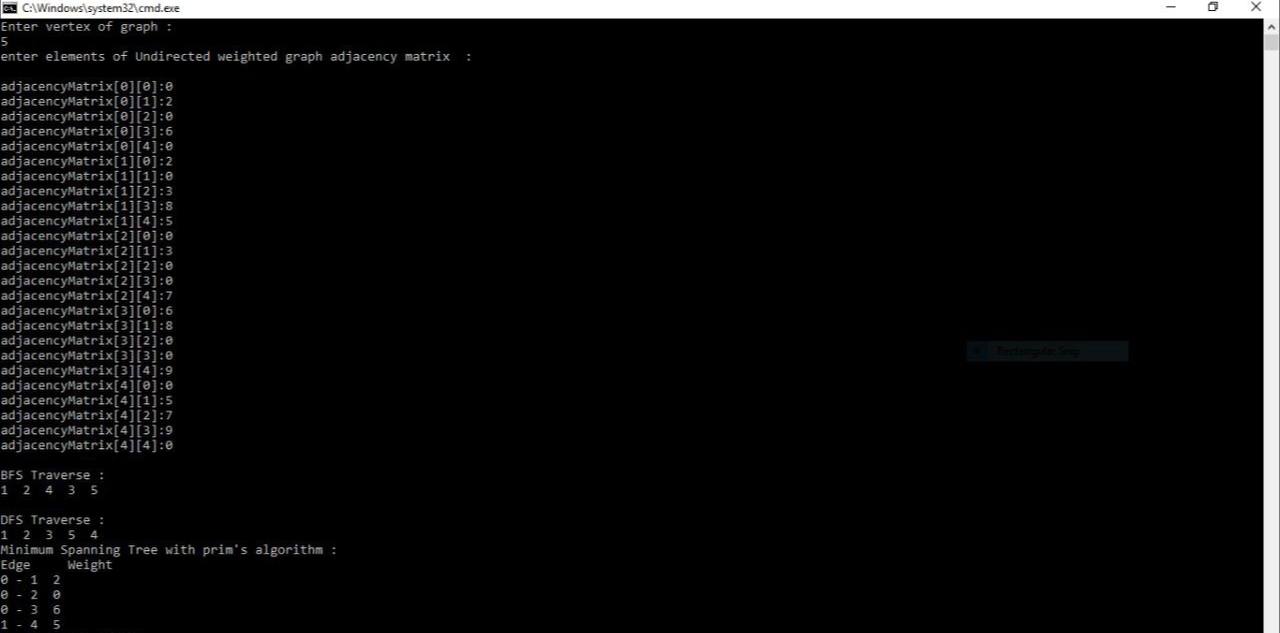 C:\Windows\system32\cmd.exe
Enter vertex of graph :
5
enter elements of Undirected weighted graph adjacency matrix  :
adjacencyMatrix[0][0]:0
adjacencyMatrix[0][1]:2
adjacencyMatrix[0][2]:0
adjacencyMatrix[0][3]:6
adjacencyMatrix[0][4]:0
adjacencyMatrix[1][0]:2
adjacencyMatrix[1][1]:0
adjacencyMatrix[1][2]:3
adjacencyMatrix[1][3]:8
adjacencyMatrix[1][4]:5
adjacencyMatrix[2][0]:0
adjacencyMatrix[2][1]:3
adjacencyMatrix[2][2]:0
adjacencyMatrix[2][3]:0
adjacencyMatrix[2][4]:7
adjacencyMatrix[3][0]:6
adjacencyMatrix[3][1]:8
adjacencyMatrix[3][2]:0
adjacencyMatrix[3][3]:0
Rectangular Snip
adjacencyMatrix[3][4]:9
adjacencyMatrix[4][0]:0
adjacencyMatrix[4][1]:5
adjacencyMatrix[4][2]:7
adjacencyMatrix[4][3]:9
adjacencyMatrix[4][4]:0
BFS Traverse :
1  2  4  3  5
DFS Traverse :
1  2  3  5  4
Minimum Spanning Tree with prim's algorithm :
Edge     Weight
0 - 1  2
0 - 2  0
0 - 3  6
1 - 4  5